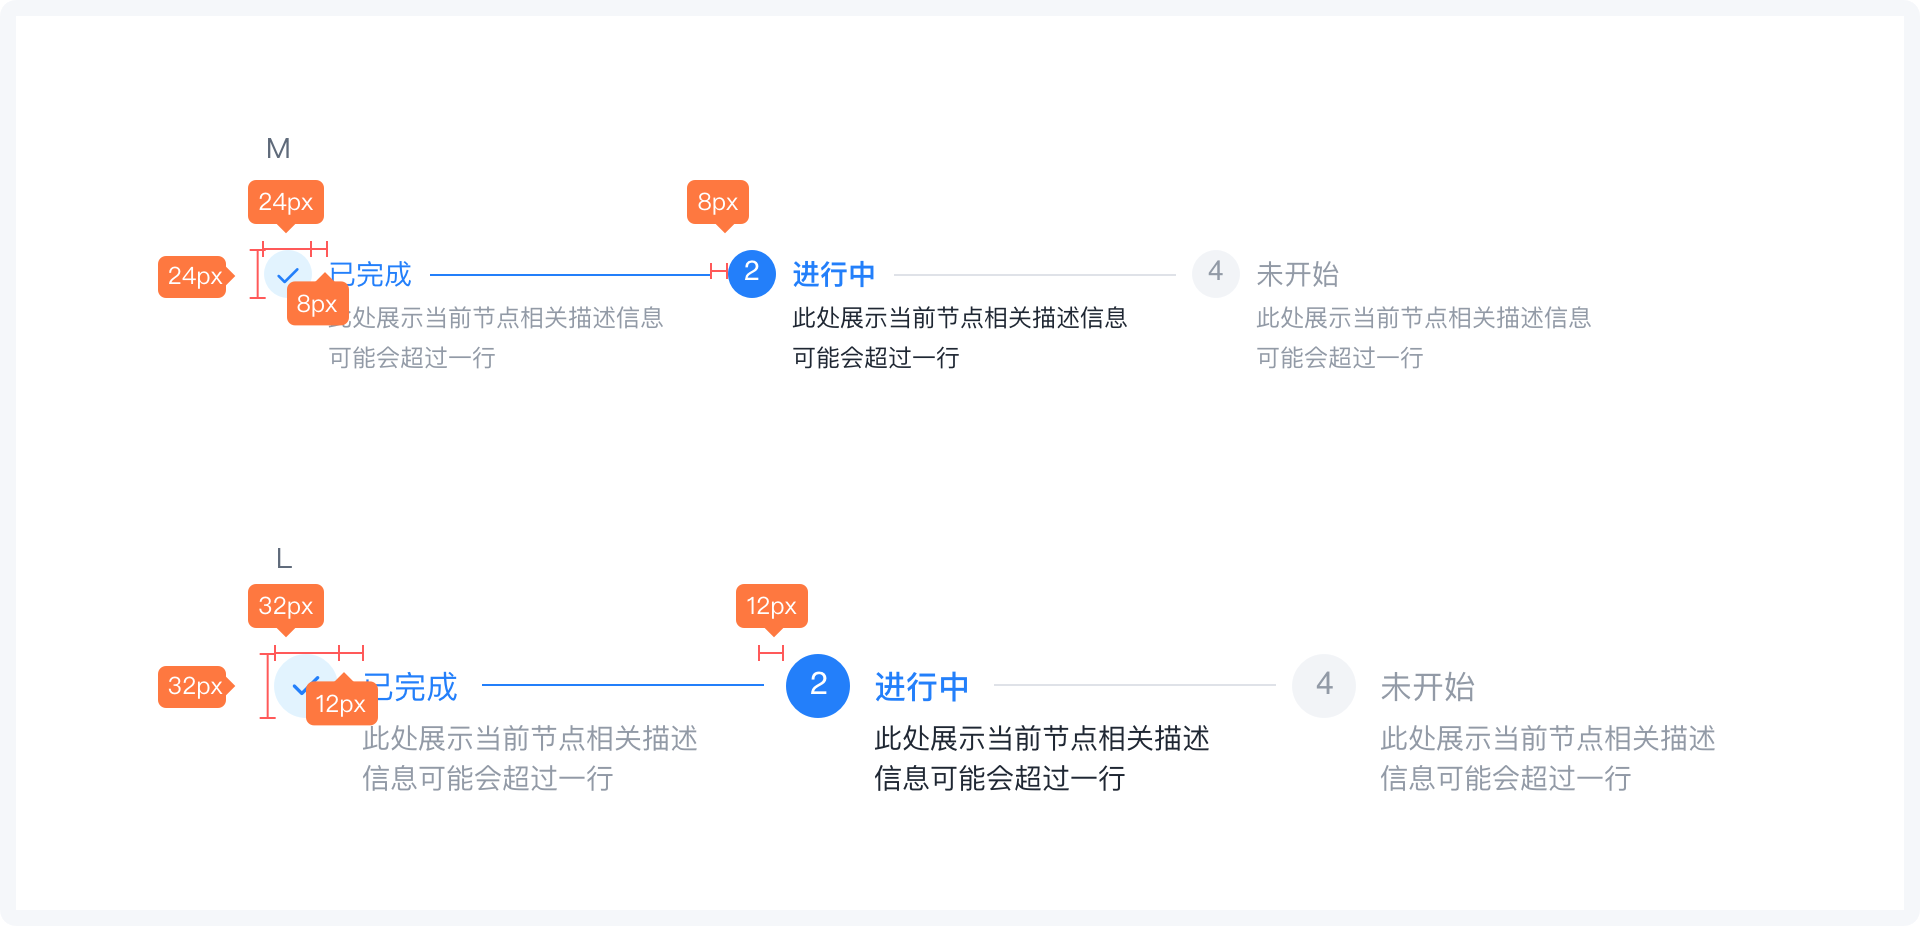 M
24px
8px
24px
已完成
2
进行中
4
未开始
8px
此处展示当前节点相关描述信息
此处展示当前节点相关描述信息
此处展示当前节点相关描述信息
可能会超过一行
可能会超过一行
可能会超过一行
L
32px
12px
32px
已完成
2
进行中
4
未开始
12px
此处展示当前节点相关描述
此处展示当前节点相关描述
此处展示当前节点相关描述
信息可能会超过一行
信息可能会超过一行
信息可能会超过一行